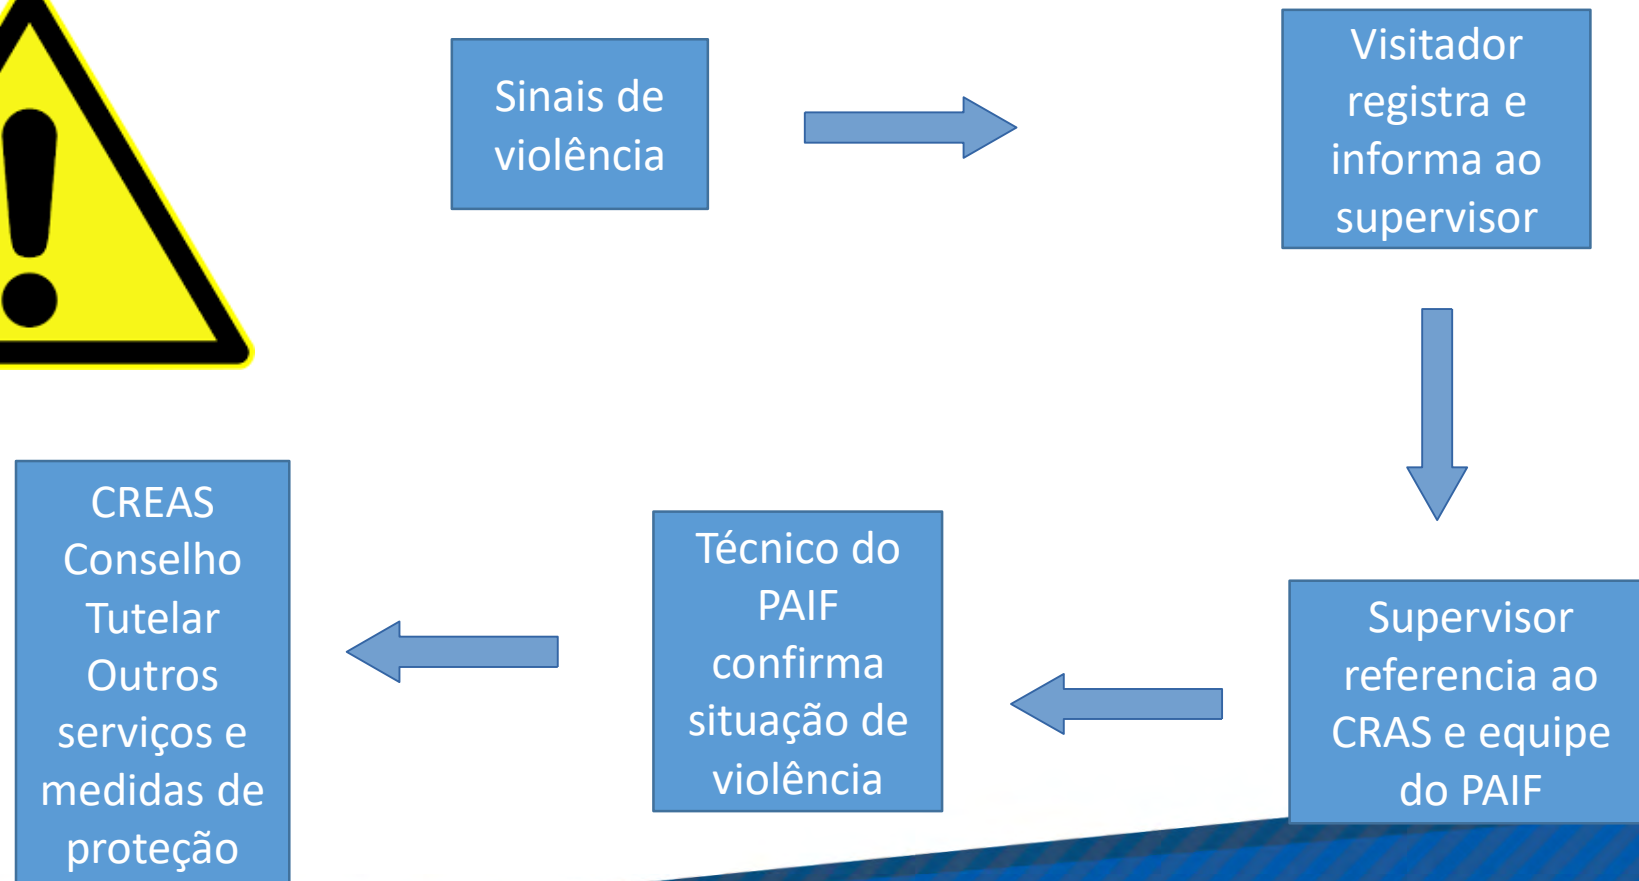 Sinais de
violência
Visitador
registra e
informa ao
supervisor
Supervisor
referencia ao
CRAS e equipe
do PAIF
Técnico do
PAIF
confirma
situação de
violência
CREAS
Conselho
Tutelar
Outros
serviços e
medidas de
proteção